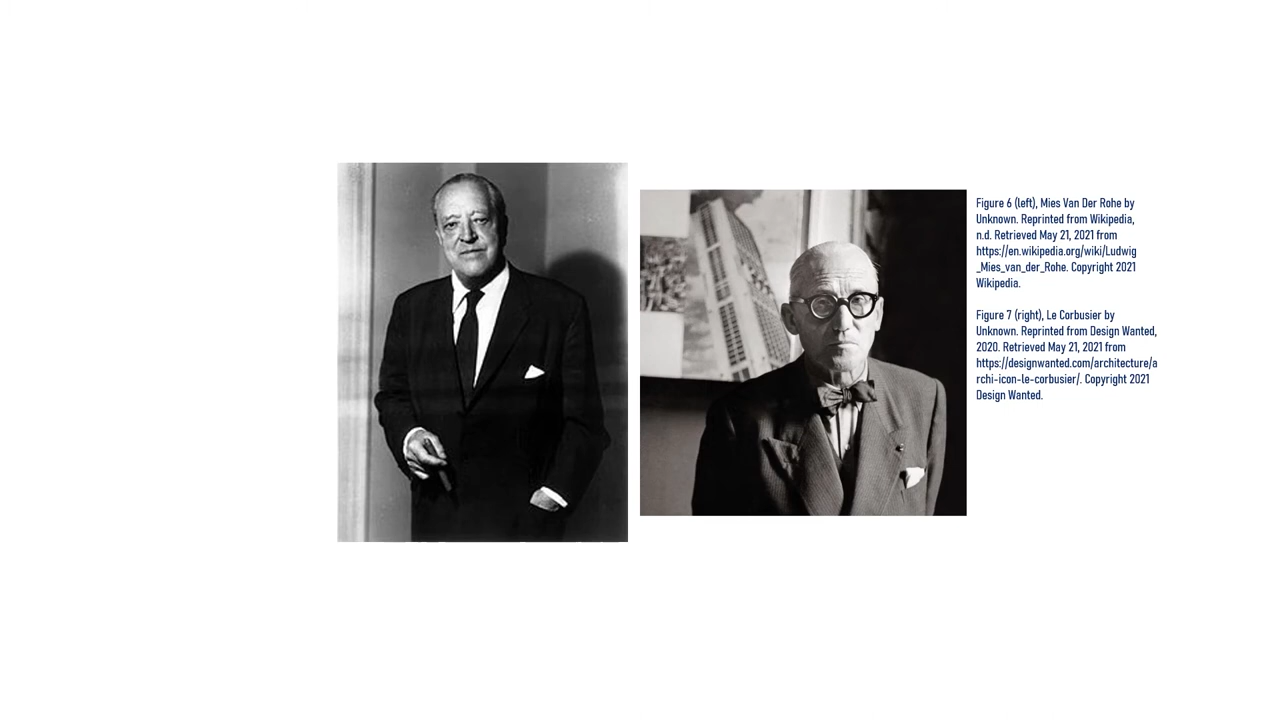 Figure 6 (left), Mies Van Der Rohe by
Unknown. Reprinted from Wikipedia,
n.d. Retrieved May 21, 2021 from
https://en.wikipedia.org/wiki/Ludwig
_Mies_van_der_Rohe. Copyright 2021
Wikipedia.
Figure 7 (right), Le Corbusier by
Unknown. Reprinted from Design Wanted,
2020. Retrieved May 21, 2021 from
https://designwanted.com/architecture/a
rchi-icon-le-corbusier/. Copyright 2021
Design Wanted.